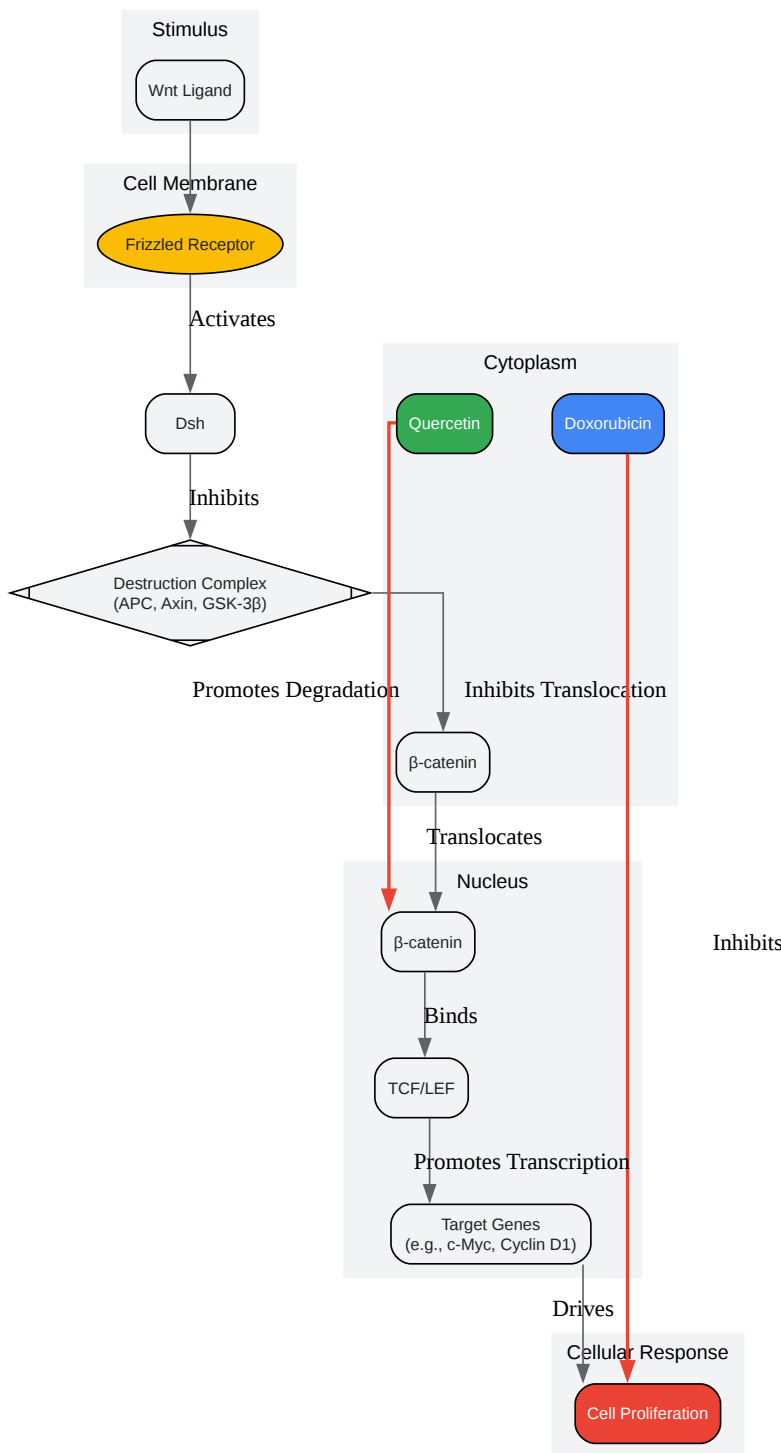 Stimulus
Wnt Ligand
Cell Membrane
Frizzled Receptor
Activates
Cytoplasm
Dsh
Quercetin
Doxorubicin
Inhibits
Destruction Complex
(APC, Axin, GSK-3β)
Promotes Degradation
Inhibits Translocation
β-catenin
Translocates
Nucleus
β-catenin
Inhibits
Binds
TCF/LEF
Promotes Transcription
Target Genes
(e.g., c-Myc, Cyclin D1)
Drives
Cellular Response
Cell Proliferation